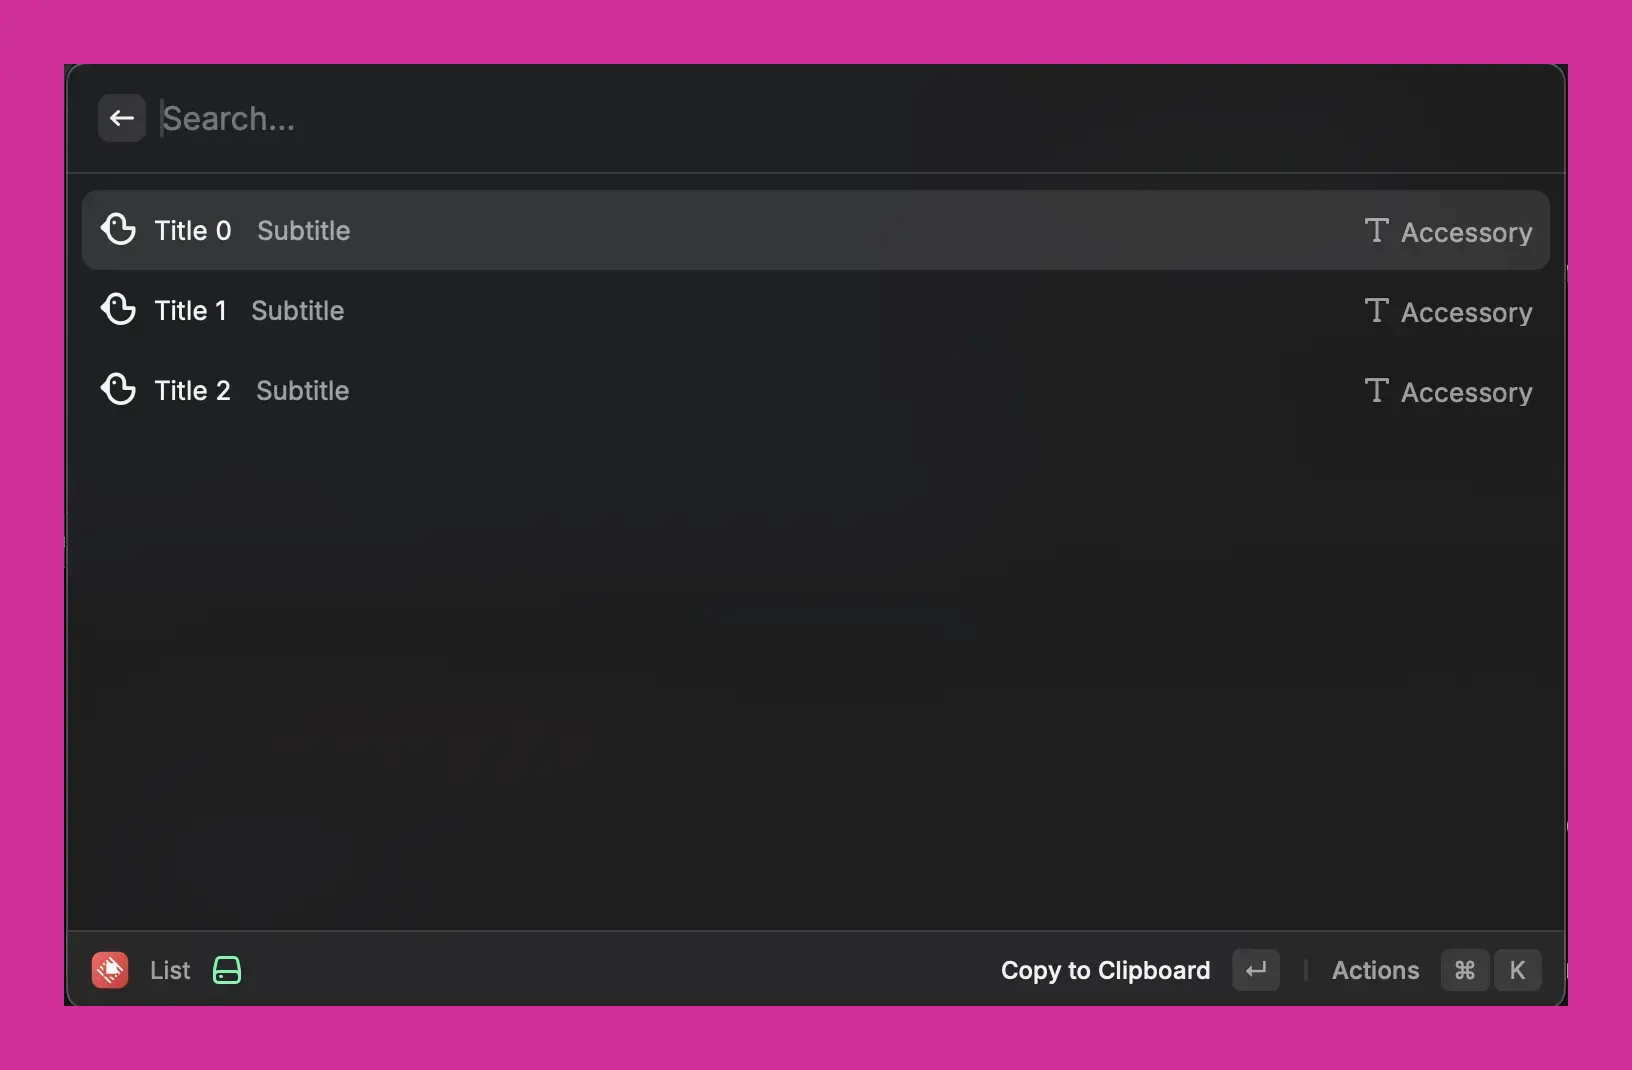 Search...
Title 0 Subtitle T Accessory
Title 1 Subtitle T Accessory
Title 2 Subtitle T Accessory
List Copy to Clipboard ↵ Actions ⌘ K